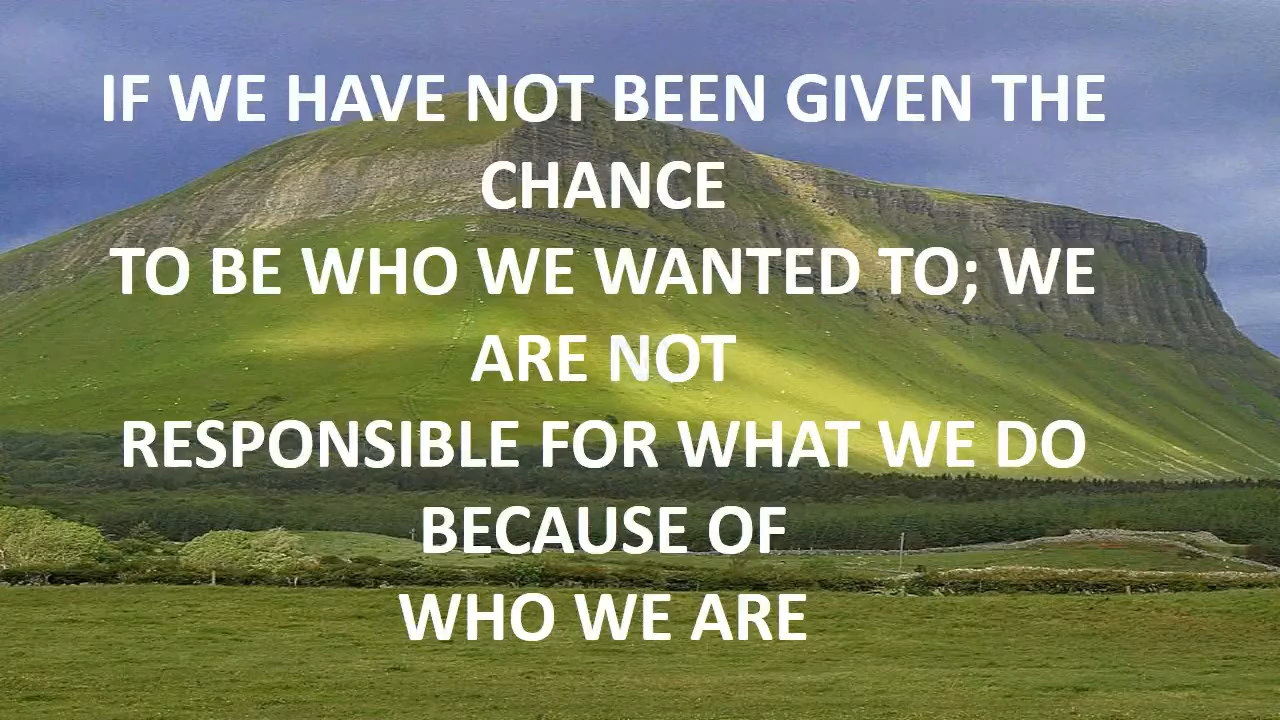 IF WE HAVE NOT BEEN GIVEN THE
CHANCE
TO BE WHO WE WANTED TO; WE
ARE NOT
RESPONSIBLE FOR WHAT WE DO
BECAUSE OF
WHO WE ARE